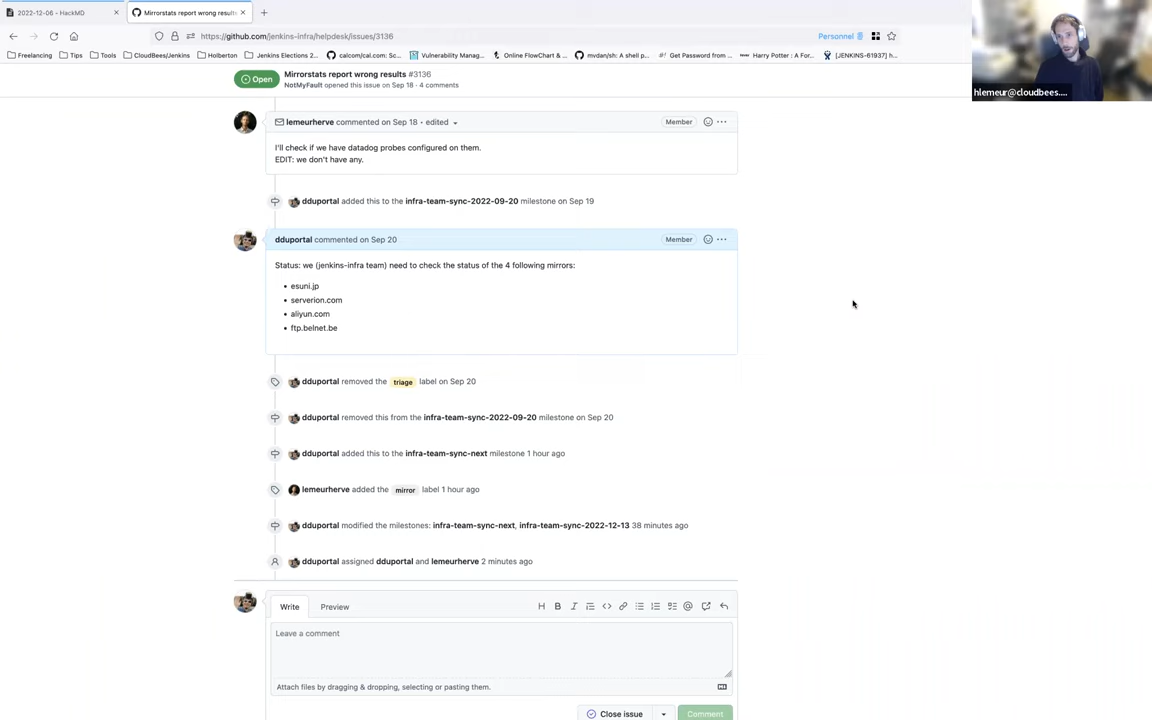 2022-12-06 - HackMD
Mirrorstats report wrong results
https://github.com/jenkins-infra/helpdesk/issues/3136
Personnel
Freelancing
Tips
Tools
CloudBees/Jenkins
Holberton
Jenkins Elections 2...
calcom/cal.com: Sc...
Vulnerability Manag...
Online FlowChart & ...
mvdan/sh: A shell p...
Get Password from ...
Harry Potter : A For...
[JENKINS-61937] h...
hlemeur@cloudbees....
Open
Mirrorstats report wrong results #3136
NotMyFault opened this issue on Sep 18 · 4 comments
lemeurherve commented on Sep 18 · edited
Member
I'll check if we have datadog probes configured on them.
EDIT: we don't have any.
dduportal added this to the infra-team-sync-2022-09-20 milestone on Sep 19
dduportal commented on Sep 20
Member
Status: we (jenkins-infra team) need to check the status of the 4 following mirrors:
• esuni.jp
• serverion.com
• aliyun.com
• ftp.belnet.be
dduportal removed the triage label on Sep 20
dduportal removed this from the infra-team-sync-2022-09-20 milestone on Sep 20
dduportal added this to the infra-team-sync-next milestone 1 hour ago
lemeurherve added the mirror label 1 hour ago
dduportal modified the milestones: infra-team-sync-next, infra-team-sync-2022-12-13 38 minutes ago
dduportal assigned dduportal and lemeurherve 2 minutes ago
Write
Preview
Leave a comment
Attach files by dragging & dropping, selecting or pasting them.
Close issue
Comment